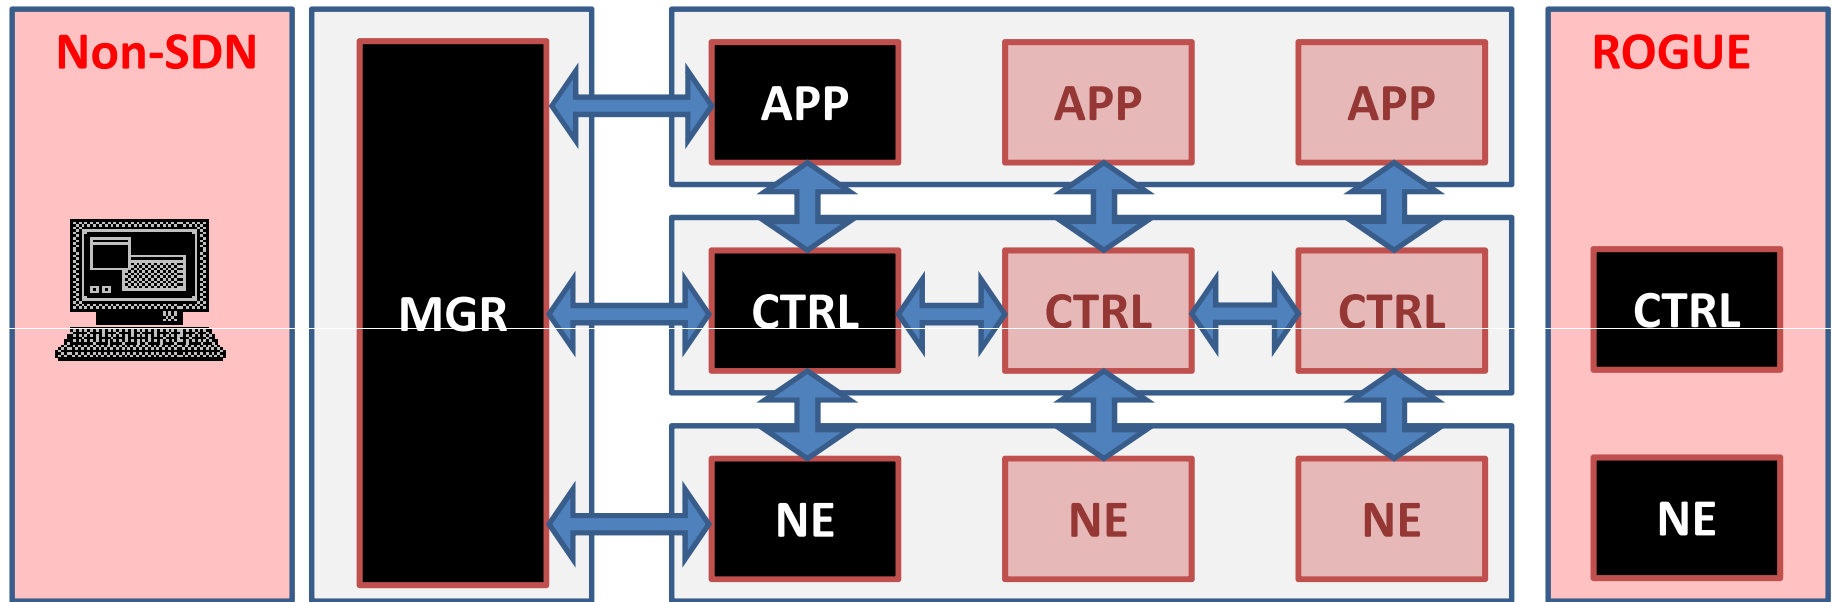 Non-SDN
ROGUE
APP APP APP
MGR CTRL CTRL CTRL CTRL
NE NE NE NE